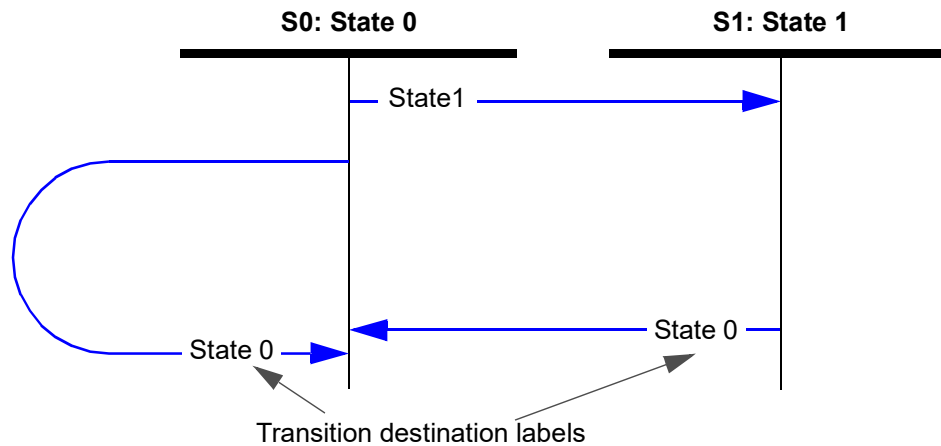 S0: State 0
S1: State 1
State1
State 0
State 0
Transition destination labels